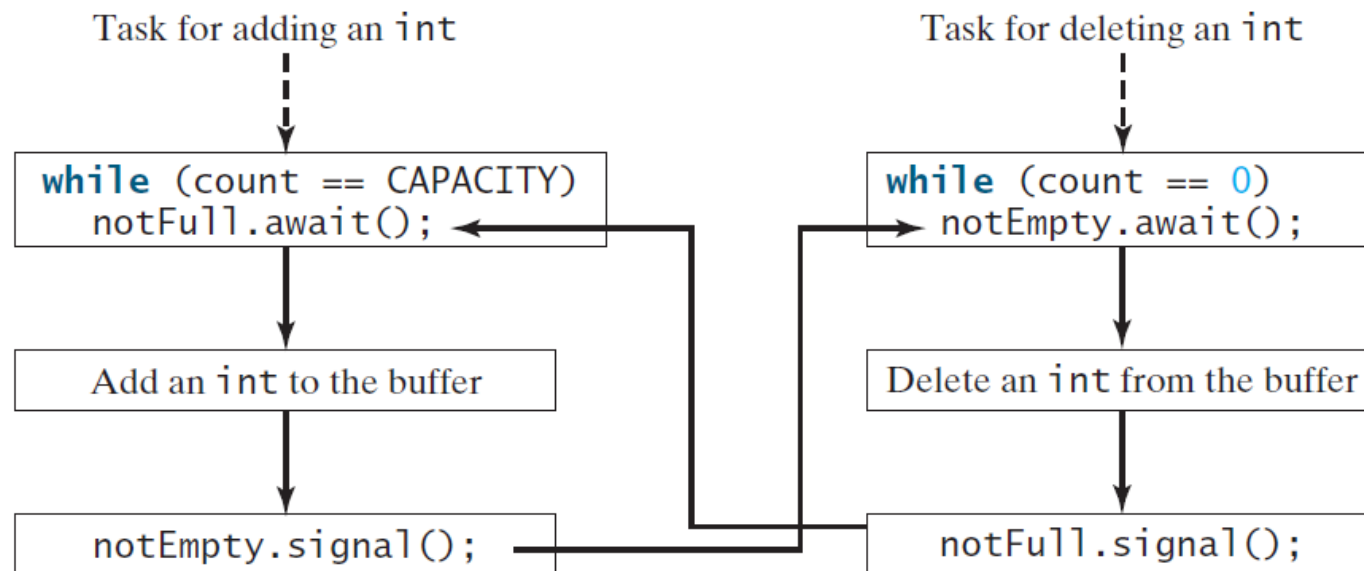 Task for adding an int
while (count == CAPACITY)
notFull.await();
Add an int to the buffer
notEmpty.signal();
Task for deleting an int
while (count == 0)
notEmpty.await();
Delete an int from the buffer
notFull.signal();